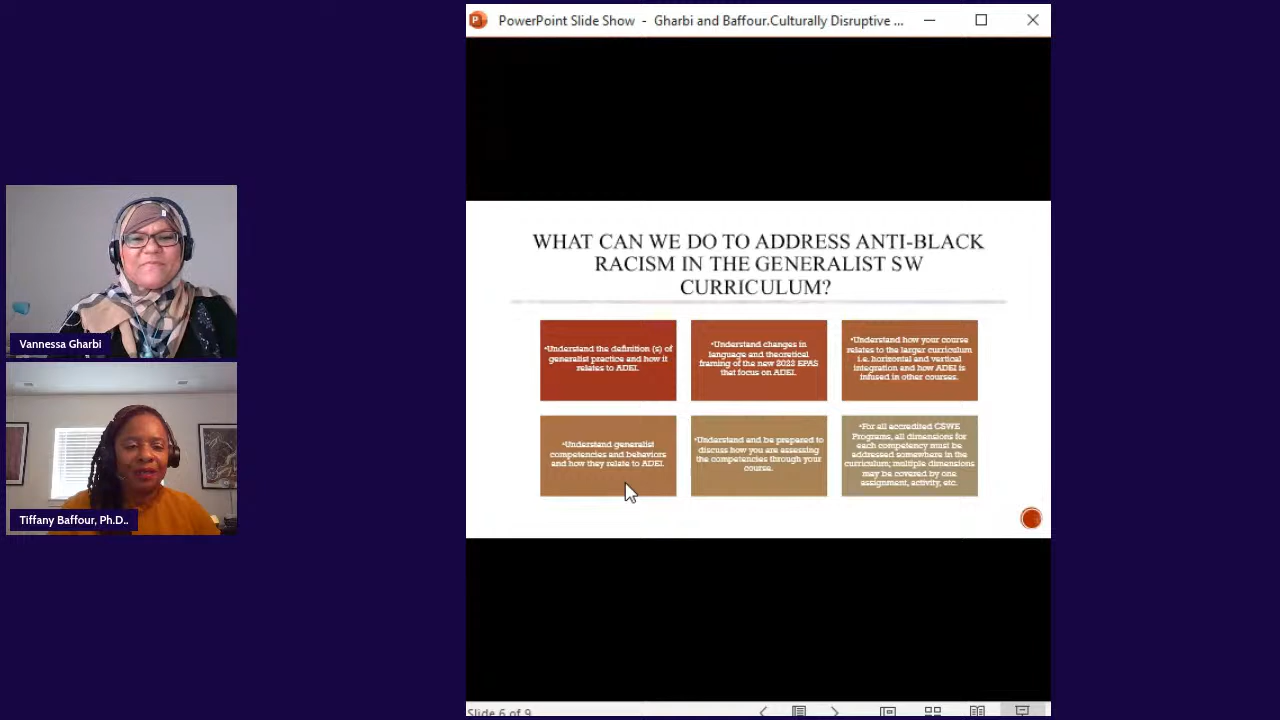 PowerPoint Slide Show - Gharbi and Baffour.Culturally Disruptive ...
WHAT CAN WE DO TO ADDRESS ANTI-BLACK
RACISM IN THE GENERALIST SW
CURRICULUM?
•Understand the definition (s) of
generalist practice and how it
relates to ADEI.
•Understand changes in
language and theoretical
framing of the new 2022 EPAS
that focus on ADEI.
•Understand how your course
relates to the larger curriculum
i.e. horizontal and vertical
integration and how ADEI is
infused in other courses.
•Understand generalist
competencies and behaviors
and how they relate to ADEI.
•Understand and be prepared to
discuss how you are assessing
the competencies through your
course.
•For all accredited CSWE
Programs, all dimensions for
each competency must be
addressed somewhere in the
curriculum; multiple dimensions
may be covered by one
assignment, activity, etc.
Vannessa Gharbi
Tiffany Baffour, Ph.D..
Slide 6 of 9